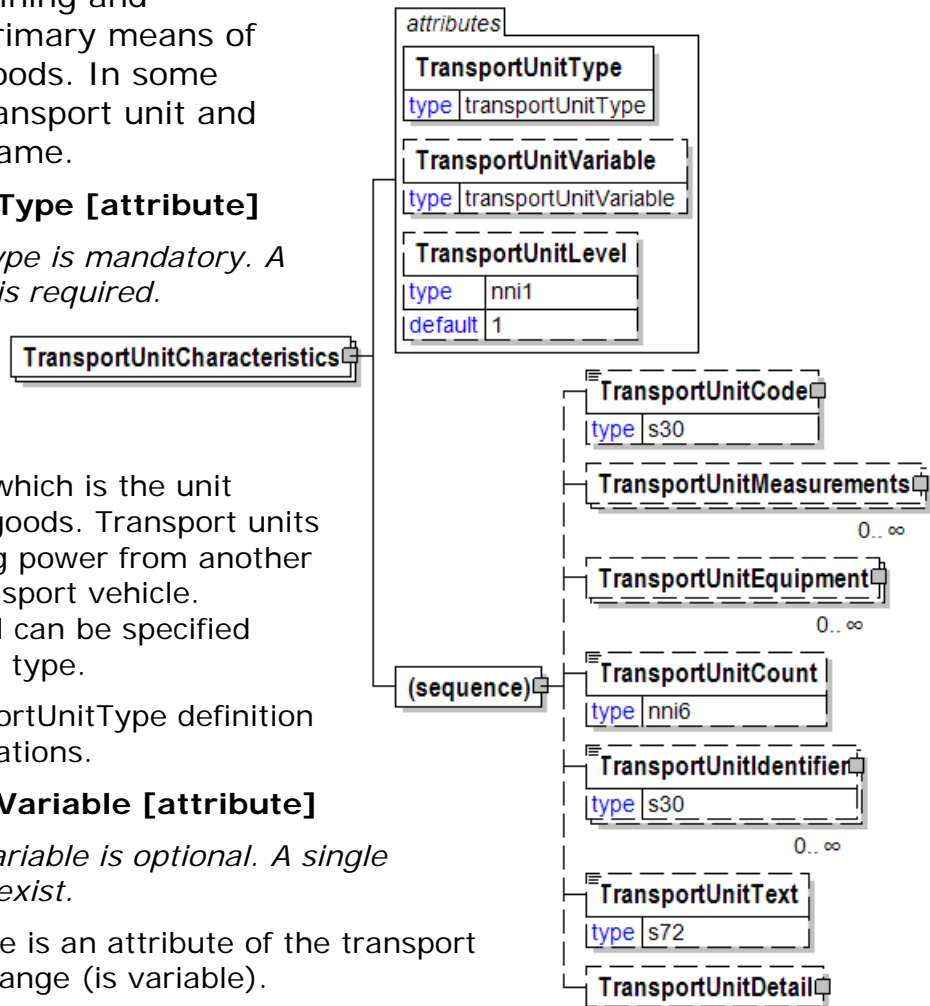 ining and
rimary means of
oods. In some
ansport unit and
ame.
Type [attribute]
ype is mandatory. A
is required.
which is the unit
goods. Transport units
g power from another
sport vehicle.
l can be specified
type.
ortUnitType definition
ations.
Variable [attribute]
ariable is optional. A single
exist.
e is an attribute of the transport
ange (is variable).
attributes
TransportUnitType
type transportUnitType
TransportUnitVariable
type transportUnitVariable
TransportUnitLevel
type nni1
default 1
TransportUnitCharacteristics
(sequence)
TransportUnitCode
type s30
TransportUnitMeasurements
0..∞
TransportUnitEquipment
0..∞
TransportUnitCount
type nni6
TransportUnitIdentifier
type s30
0..∞
TransportUnitText
type s72
TransportUnitDetail